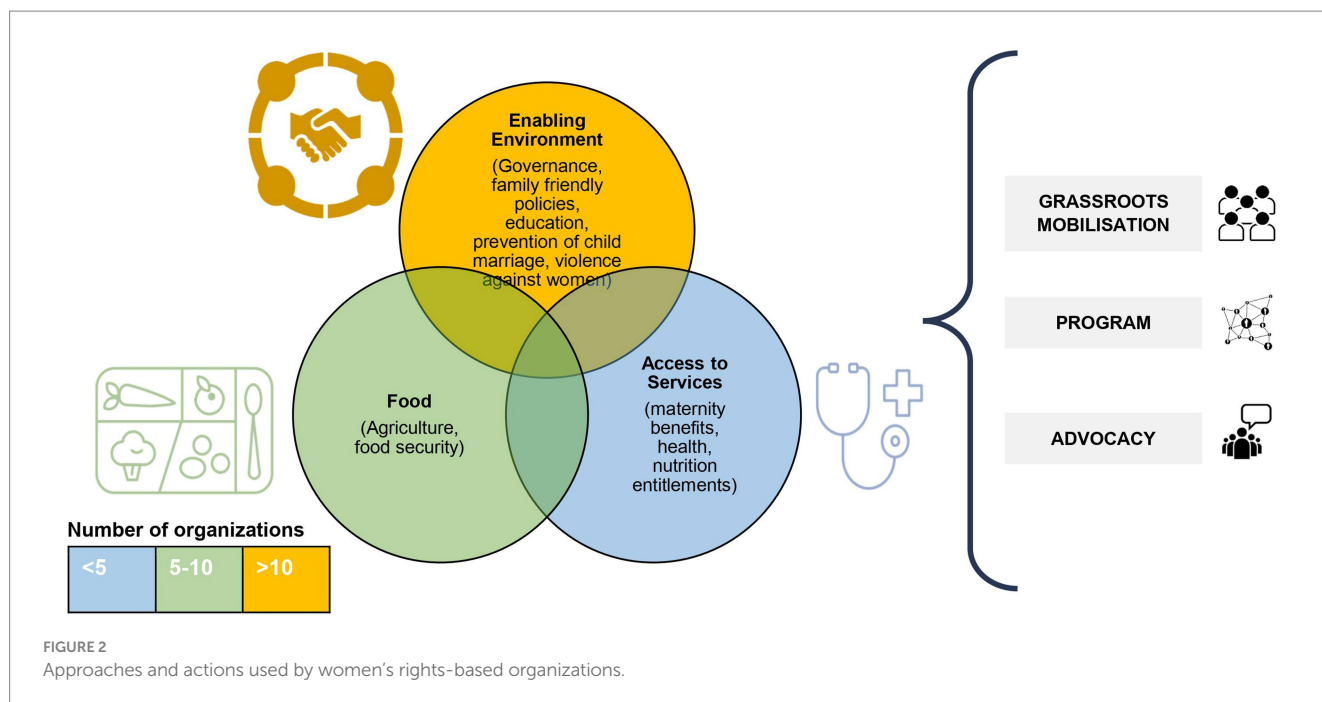 Enabling
Environment
(Governance,
family friendly
policies,
education,
prevention of child
marriage, violence
against women)
Food
(Agriculture,
food security)
Access to
Services
(maternity
benefits,
health,
nutrition
entitlements)
GRASSROOTS
MOBILISATION
PROGRAM
ADVOCACY
Number of organizations
<5 5-10 >10
FIGURE 2
Approaches and actions used by women’s rights-based organizations.